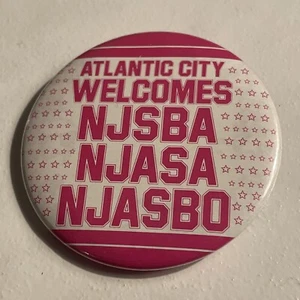 ATLANTIC CITY
WELCOMES
NJSBA
NJASA
NJASBO